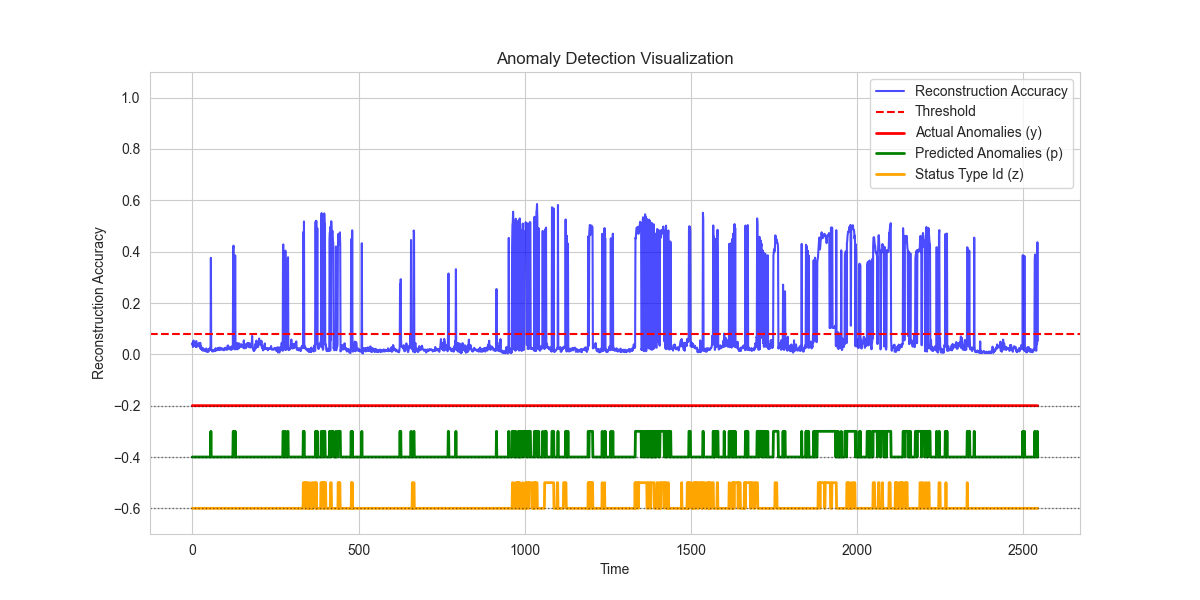 Anomaly Detection Visualization
Reconstruction Accuracy
1.0
0.8
0.6
0.4
0.2
0.0
−0.2
−0.4
−0.6
Reconstruction Accuracy
Threshold
Actual Anomalies (y)
Predicted Anomalies (p)
Status Type Id (z)
0
500
1000
1500
2000
2500
Time